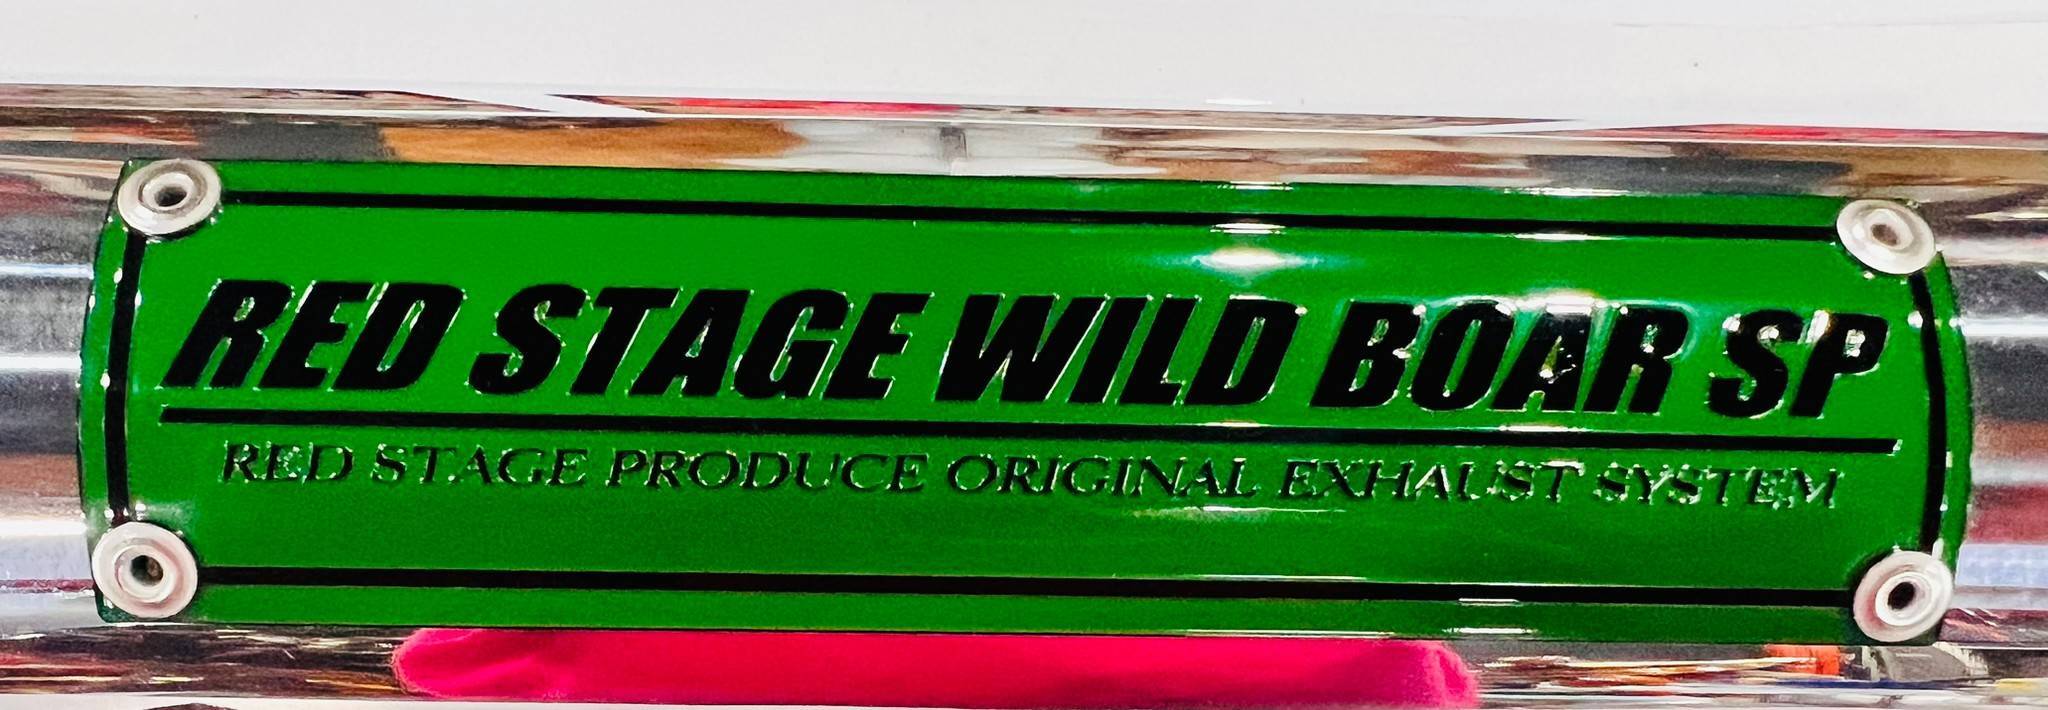 RED STAGE WILD BOAR SP
RED STAGE PRODUCE ORIGINAL EXHAUST SYSTEM